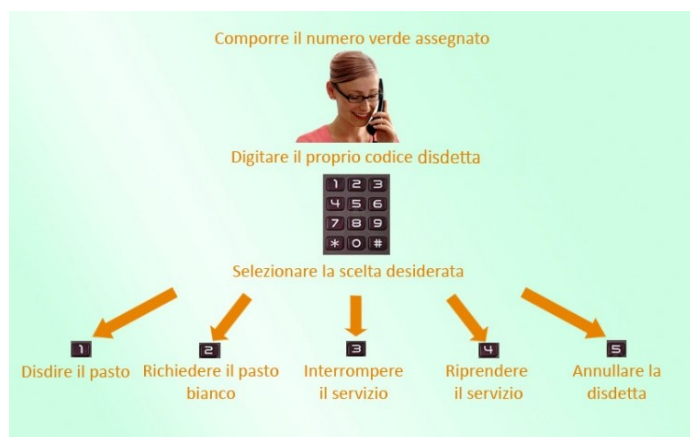 Comporre il numero verde assegnato
Digitare il proprio codice disdetta
1 2 3
4 5 6
7 8 9
* 0 #
Selezionare la scelta desiderata
1
Disdire il pasto
2
Richiedere il pasto
bianco
3
Interrompere
il servizio
4
Riprendere
il servizio
5
Annullare la
disdetta